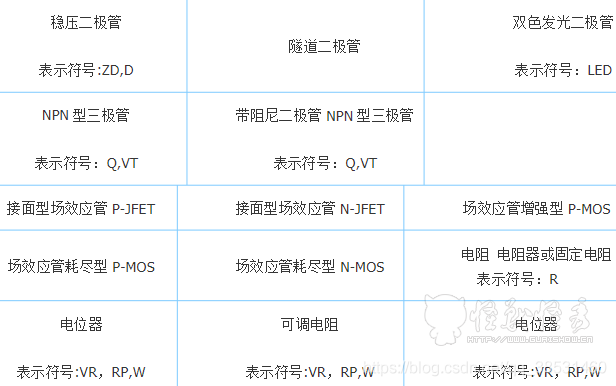 稳压二极管
隧道二极管
双色发光二极管
表示符号:ZD,D
表示符号：LED
NPN 型三极管
带阻尼二极管 NPN 型三极管
表示符号：Q,VT
表示符号：Q,VT
接面型场效应管 P-JFET
接面型场效应管 N-JFET
场效应管增强型 P-MOS
场效应管耗尽型 P-MOS
场效应管耗尽型 N-MOS
电阻 电阻器或固定电阻
表示符号：R
电位器
可调电阻
电位器
表示符号:VR，RP,W
表示符号:VR，RP,W
表示符号:VR，RP,W